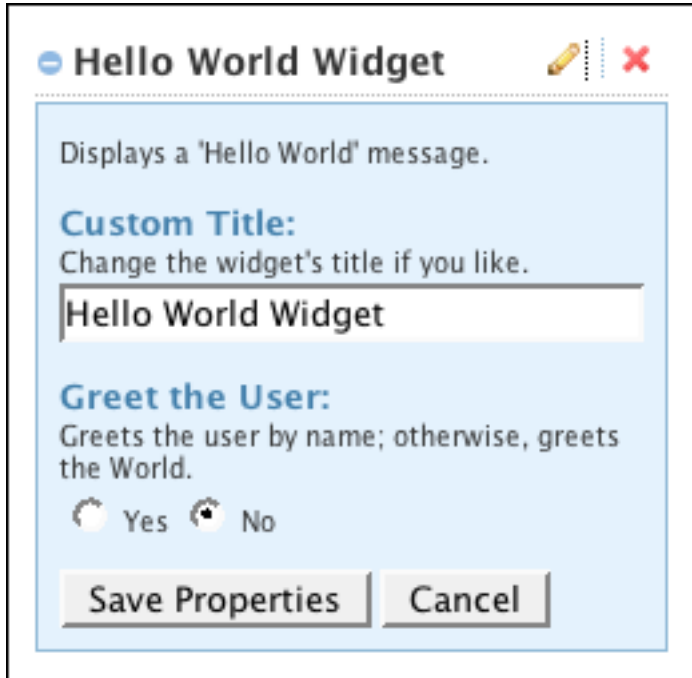 Hello World Widget
Displays a 'Hello World' message.
Custom Title:
Change the widget's title if you like.
Hello World Widget
Greet the User:
Greets the user by name; otherwise, greets
the World.
Yes No
Save Properties Cancel